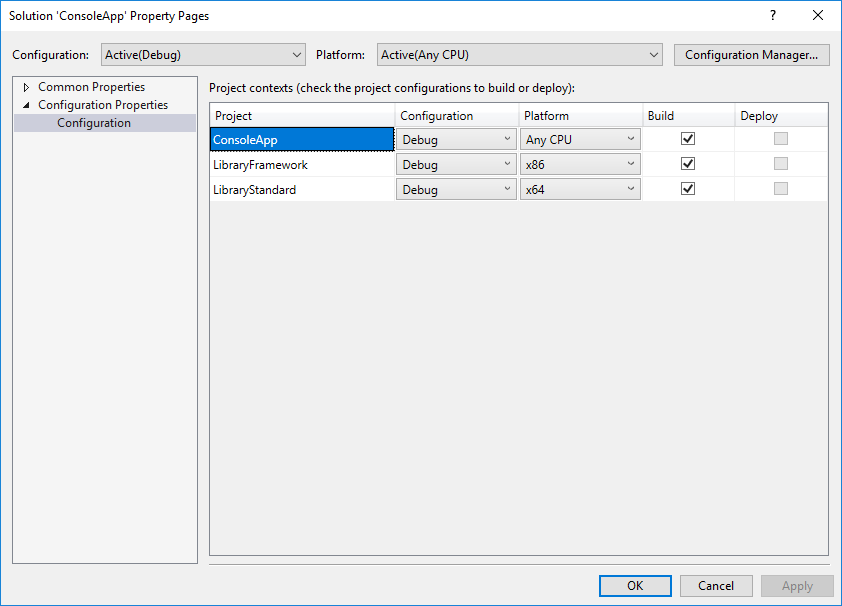 Solution 'ConsoleApp' Property Pages
?
Configuration: Active(Debug) Platform: Active(Any CPU) Configuration Manager...
Common Properties
Configuration Properties
Configuration
Project contexts (check the project configurations to build or deploy):
Project Configuration Platform Build Deploy
ConsoleApp Debug Any CPU
LibraryFramework Debug x86
LibraryStandard Debug x64
OK Cancel Apply